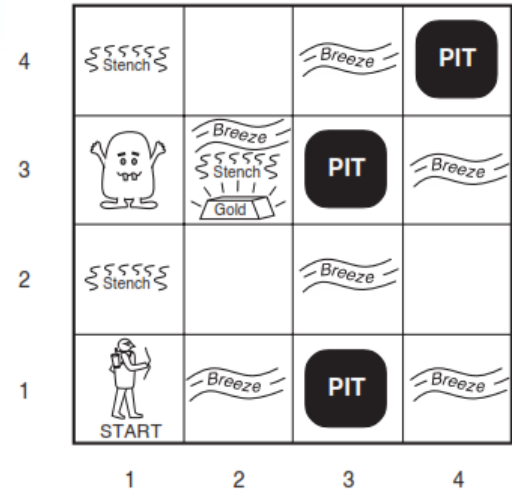 4
Stench
Breeze
PIT
3
Breeze
Stench
Gold
PIT
Breeze
2
Stench
Breeze
1
START
Breeze
PIT
Breeze
1 2 3 4